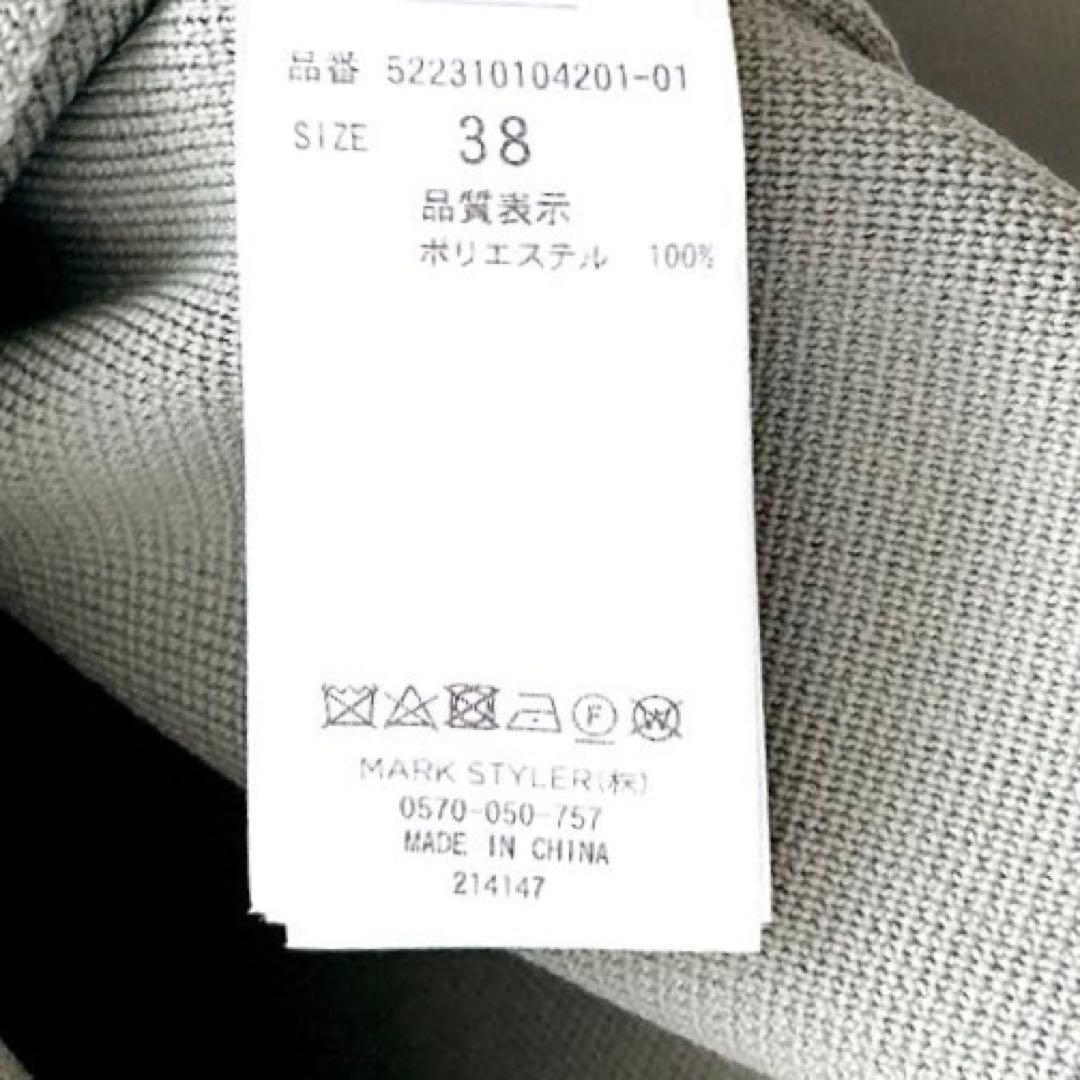 品番 522310104201-01
SIZE 38
品質表示
ポリエステル 100%
F W
MARK STYLER(株)
0570-050-757
MADE IN CHINA
214147